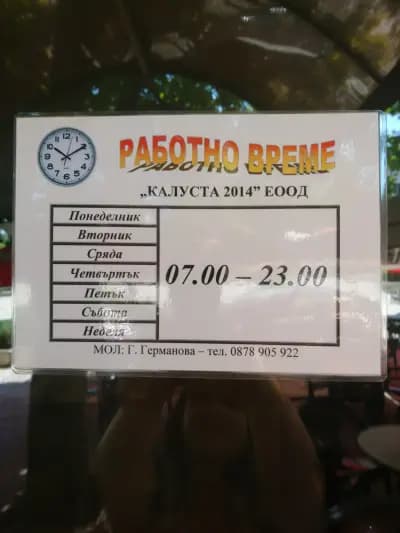 РАБОТНО ВРЕМЕ
„КАЛУСТА 2014” ЕООД
Понеделник
Вторник
Сряда
Четвъртък
Петък
Събота
Неделя
07.00 – 23.00
МОЛ: Г. Германова – тел. 0878 905 922